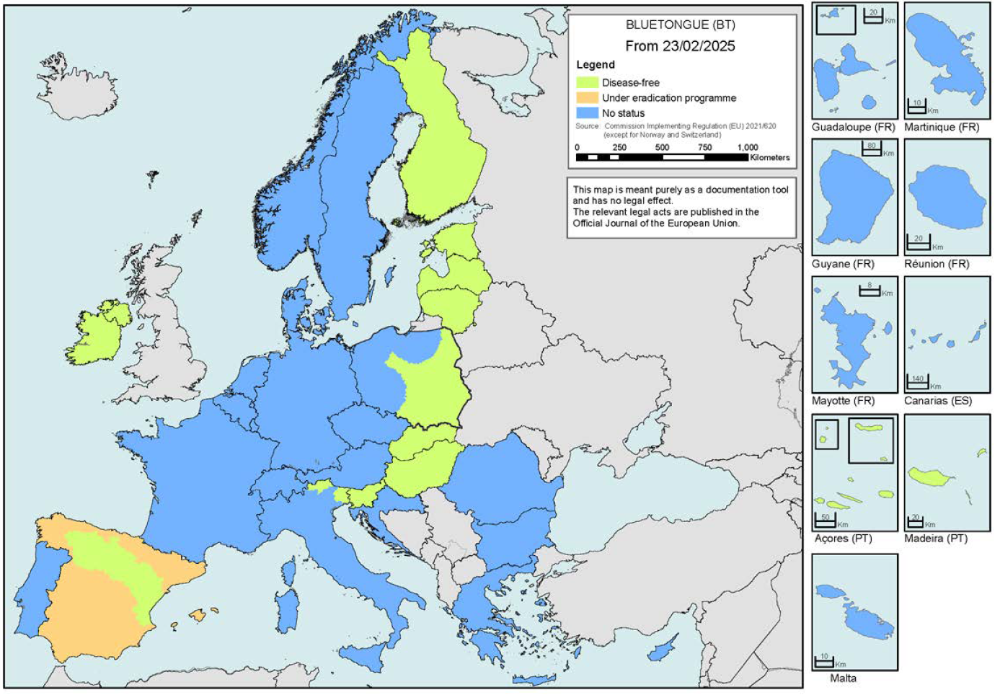 BLUETONGUE (BT)
From 23/02/2025
Legend
Disease-free
Under eradication programme
No status
Source: Commission Implementing Regulation (EU) 2021/620
(except for Norway and Switzerland)
0 250 500 750 1,000
Kilometers
This map is meant purely as a documentation tool
and has no legal effect.
The relevant legal acts are published in the
Official Journal of the European Union.
20
Km
Guadaloupe (FR)
10
Km
Martinique (FR)
80
Km
Guyane (FR)
20
Km
Réunion (FR)
8
Km
Mayotte (FR)
140
Km
Canarias (ES)
50
Km
Açores (PT)
20
Km
Madeira (PT)
10
Km
Malta